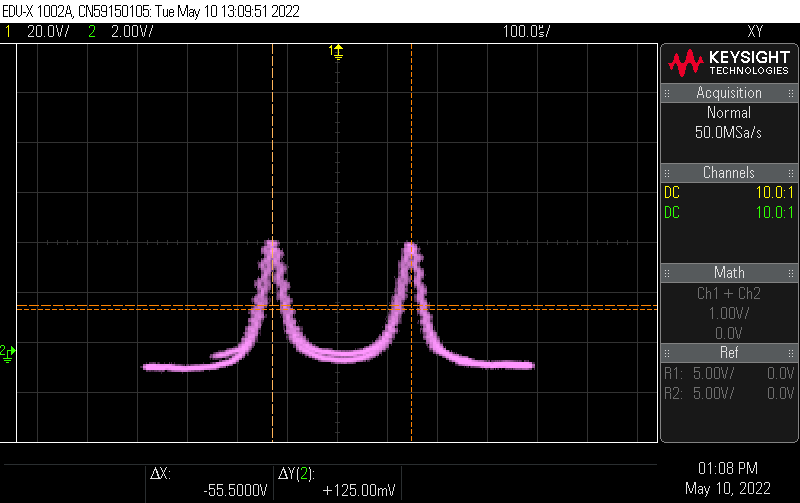 EDU-X 1002A, CN59150105: Tue May 10 13:09:51 2022
1 20.0V/ 2 2.00V/ 100.0㎲/ XY
1
KEYSIGHT
TECHNOLOGIES
Acquisition
Normal
50.0MSa/s
Channels
DC 10.0:1
DC 10.0:1
Math
Ch1 + Ch2
1.00V/
0.0V
Ref
R1: 5.00V/ 0.0V
R2: 5.00V/ 0.0V
2
ΔX:
-55.5000V
ΔY(2):
+125.00mV
01:08 PM
May 10, 2022